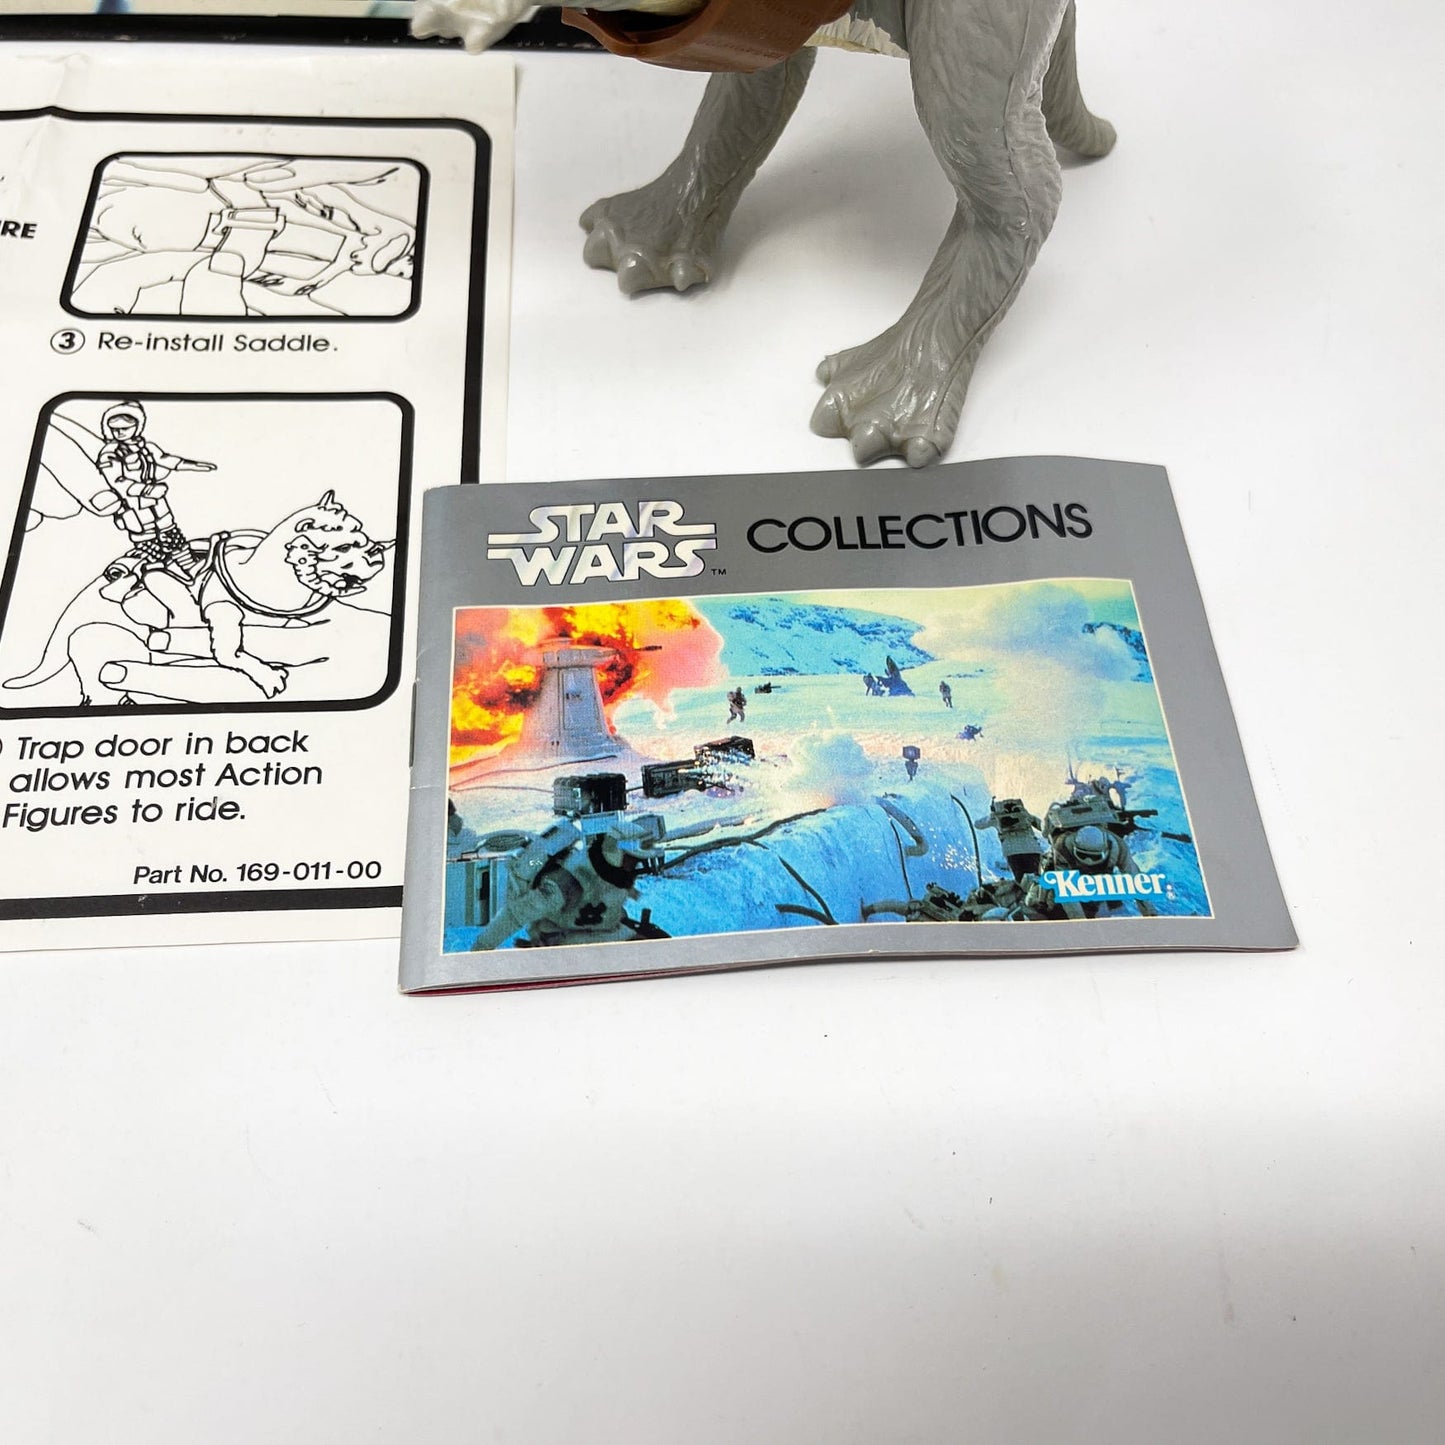 RE
3 Re-install Saddle.
Trap door in back
allows most Action
Figures to ride.
Part No. 169-011-00
STAR
WARS™
COLLECTIONS
Kenner